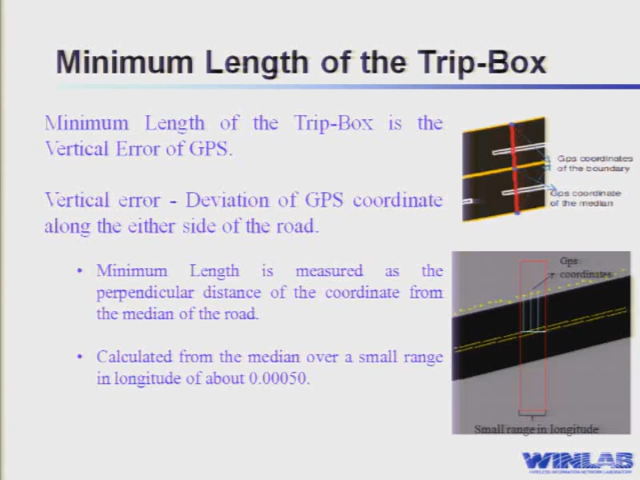 Minimum Length of the Trip-Box
Minimum Length of the Trip-Box is the
Vertical Error of GPS.
Vertical error - Deviation of GPS coordinate
along the either side of the road.
• Minimum Length is measured as the
perpendicular distance of the coordinate from
the median of the road.
• Calculated from the median over a small range
in longitude of about 0.00050.
Gps coordinates
of the boundary
Gps coordinate
of the median
Gps
coordinates
Small range in longitude
WINLAB
WIRELESS INFORMATION NETWORK LABORATORY